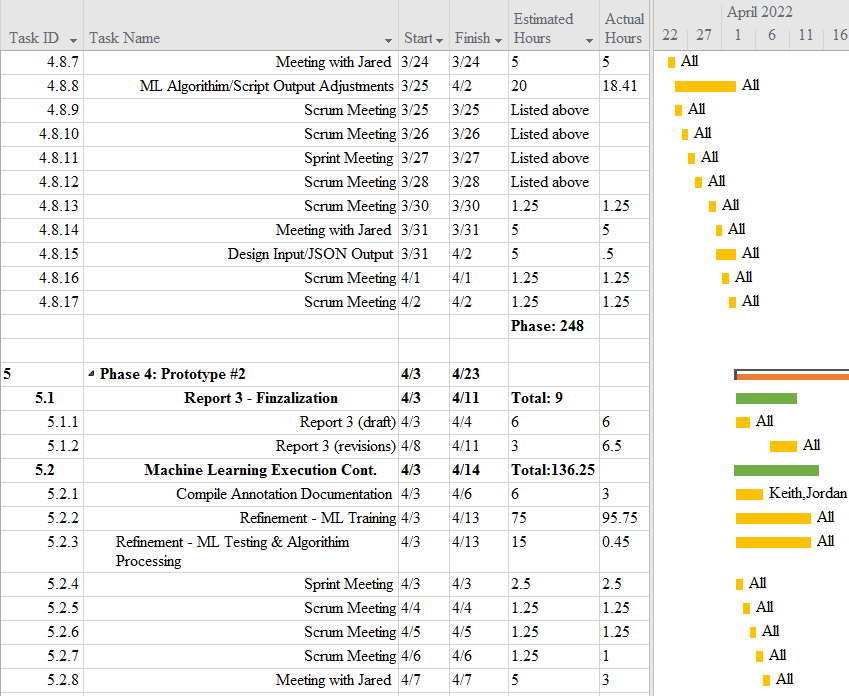 Task ID Task Name Start Finish Estimated Hours Actual Hours April 2022
22 27 1 6 11 16
4.8.7 Meeting with Jared 3/24 3/24 5 5 All
4.8.8 ML Algorithim/Script Output Adjustments 3/25 4/2 20 18.41 All
4.8.9 Scrum Meeting 3/25 3/25 Listed above All
4.8.10 Scrum Meeting 3/26 3/26 Listed above All
4.8.11 Sprint Meeting 3/27 3/27 Listed above All
4.8.12 Scrum Meeting 3/28 3/28 Listed above All
4.8.13 Scrum Meeting 3/30 3/30 1.25 1.25 All
4.8.14 Meeting with Jared 3/31 3/31 5 5 All
4.8.15 Design Input/JSON Output 3/31 4/2 5 .5 All
4.8.16 Scrum Meeting 4/1 4/1 1.25 1.25 All
4.8.17 Scrum Meeting 4/2 4/2 1.25 1.25 All
Phase: 248
5 Phase 4: Prototype #2 4/3 4/23
5.1 Report 3 - Finzalization 4/3 4/11 Total: 9
5.1.1 Report 3 (draft) 4/3 4/4 6 6 All
5.1.2 Report 3 (revisions) 4/8 4/11 3 6.5 All
5.2 Machine Learning Execution Cont. 4/3 4/14 Total:136.25
5.2.1 Compile Annotation Documentation 4/3 4/6 6 3 Keith,Jordan
5.2.2 Refinement - ML Training 4/3 4/13 75 95.75 All
5.2.3 Refinement - ML Testing & Algorithim 4/3 4/13 15 0.45 All
Processing
5.2.4 Sprint Meeting 4/3 4/3 2.5 2.5 All
5.2.5 Scrum Meeting 4/4 4/4 1.25 1.25 All
5.2.6 Scrum Meeting 4/5 4/5 1.25 1.25 All
5.2.7 Scrum Meeting 4/6 4/6 1.25 1 All
5.2.8 Meeting with Jared 4/7 4/7 5 3 All